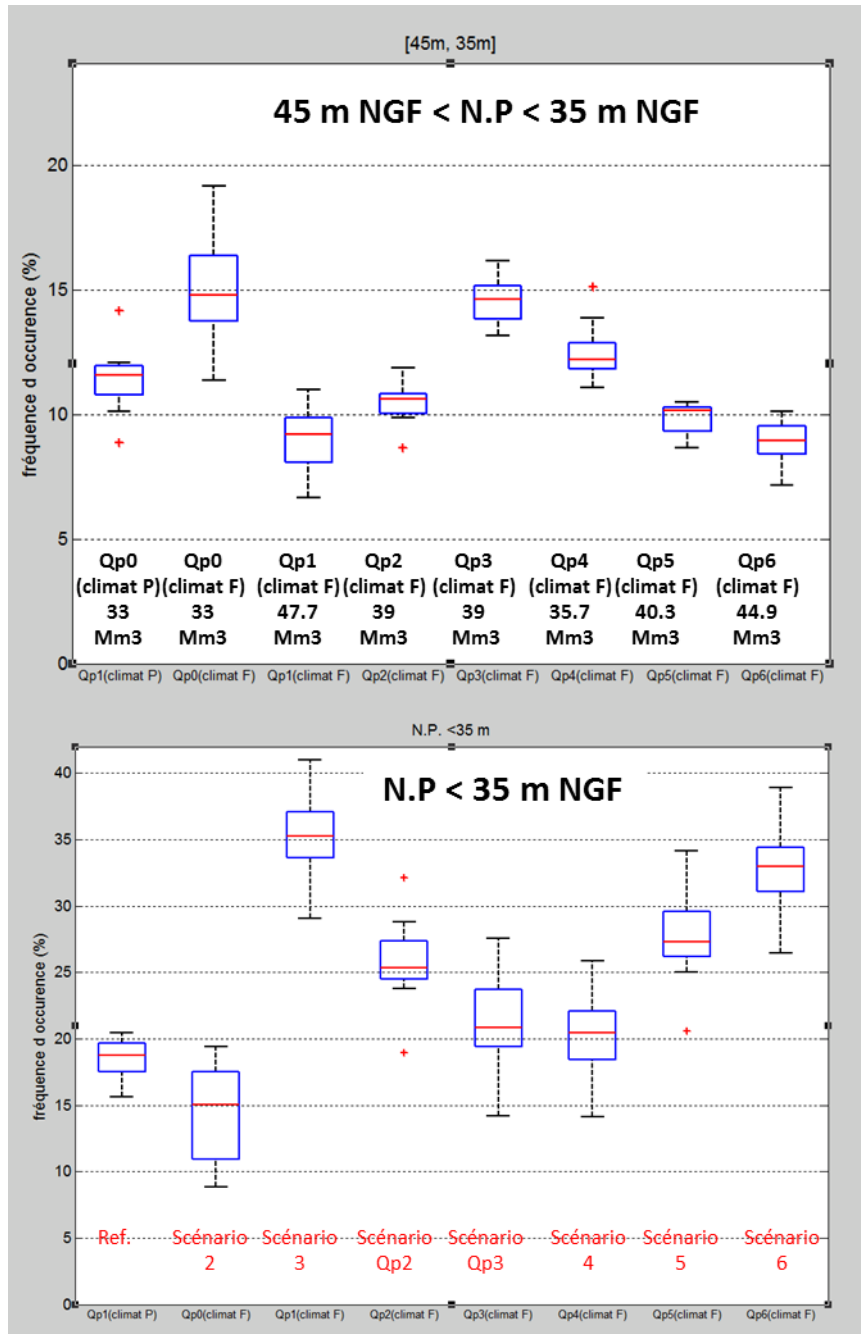 [45m, 35m]
45 m NGF < N.P < 35 m NGF
20
15
10
5
0
fréquence d occurence (%)
Qp0 Qp0 Qp1 Qp2 Qp3 Qp4 Qp5 Qp6
(climat P) (climat F) (climat F) (climat F) (climat F) (climat F) (climat F) (climat F)
33 33 47.7 39 39 35.7 40.3 44.9
Mm3 Mm3 Mm3 Mm3 Mm3 Mm3 Mm3 Mm3
Qp1(climat P) Qp0(climat F) Qp1(climat F) Qp2(climat F) Qp3(climat F) Qp4(climat F) Qp5(climat F) Qp6(climat F)
N.P. <35 m
N.P < 35 m NGF
40
35
30
25
20
15
10
5
0
fréquence d occurence (%)
Ref. Scénario Scénario Scénario Scénario Scénario Scénario Scénario
2 3 Qp2 Qp3 4 5 6
Qp1(climat P) Qp0(climat F) Qp1(climat F) Qp2(climat F) Qp3(climat F) Qp4(climat F) Qp5(climat F) Qp6(climat F)